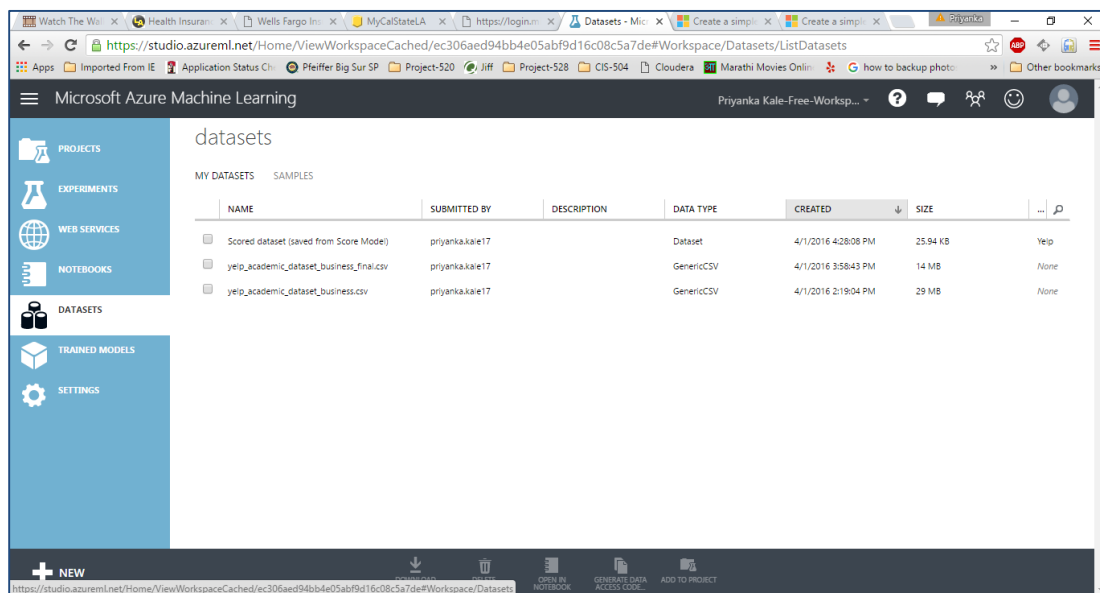 Watch The Wal Health Insuran Wells Fargo Ins MyCalStateLA https://login.m Datasets - Micr Create a simple Create a simple Priyanka
https://studio.azureml.net/Home/ViewWorkspaceCached/ec306aed94bb4e05abf9d16c08c5a7de#Workspace/Datasets/ListDatasets ABP
Apps Imported From IE Application Status Ch Pfeiffer Big Sur SP Project-520 Jiff Project-528 CIS-504 Cloudera Marathi Movies Onlin G how to backup photo » Other bookmarks
Microsoft Azure Machine Learning Priyanka Kale-Free-Worksp... ?
datasets
PROJECTS
MY DATASETS SAMPLES
EXPERIMENTS
NAME SUBMITTED BY DESCRIPTION DATA TYPE CREATED SIZE ...
WEB SERVICES
Scored dataset (saved from Score Model) priyanka.kale17 Dataset 4/1/2016 4:28:08 PM 25.94 KB Yelp
NOTEBOOKS
yelp_academic_dataset_business_final.csv priyanka.kale17 GenericCSV 4/1/2016 3:58:43 PM 14 MB None
yelp_academic_dataset_business.csv priyanka.kale17 GenericCSV 4/1/2016 2:19:04 PM 29 MB None
DATASETS
TRAINED MODELS
SETTINGS
NEW DOWNLOAD DELETE OPEN IN NOTEBOOK GENERATE DATA ACCESS CODE... ADD TO PROJECT
https://studio.azureml.net/Home/ViewWorkspaceCached/ec306aed94bb4e05abf9d16c08c5a7de#Workspace/Datasets